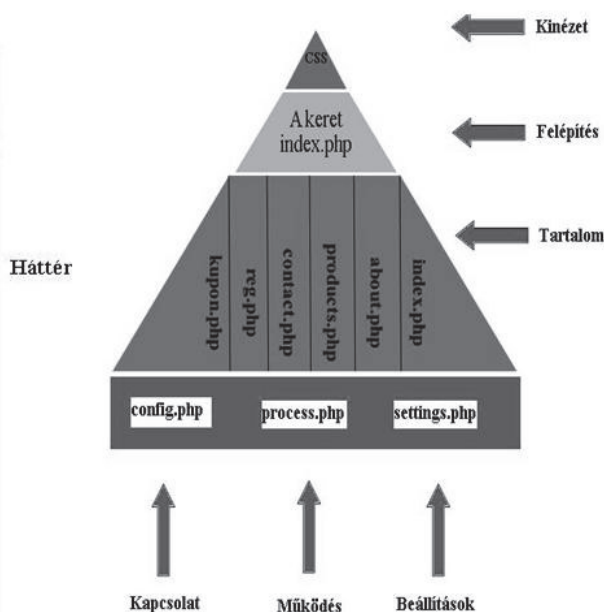 Kinézet
css
A keret
index.php
Felépítés
Tartalom
Háttér
kupon.php
reg.php
contact.php
products.php
about.php
index.php
config.php
process.php
settings.php
Kapcsolat
Működés
Beállítások